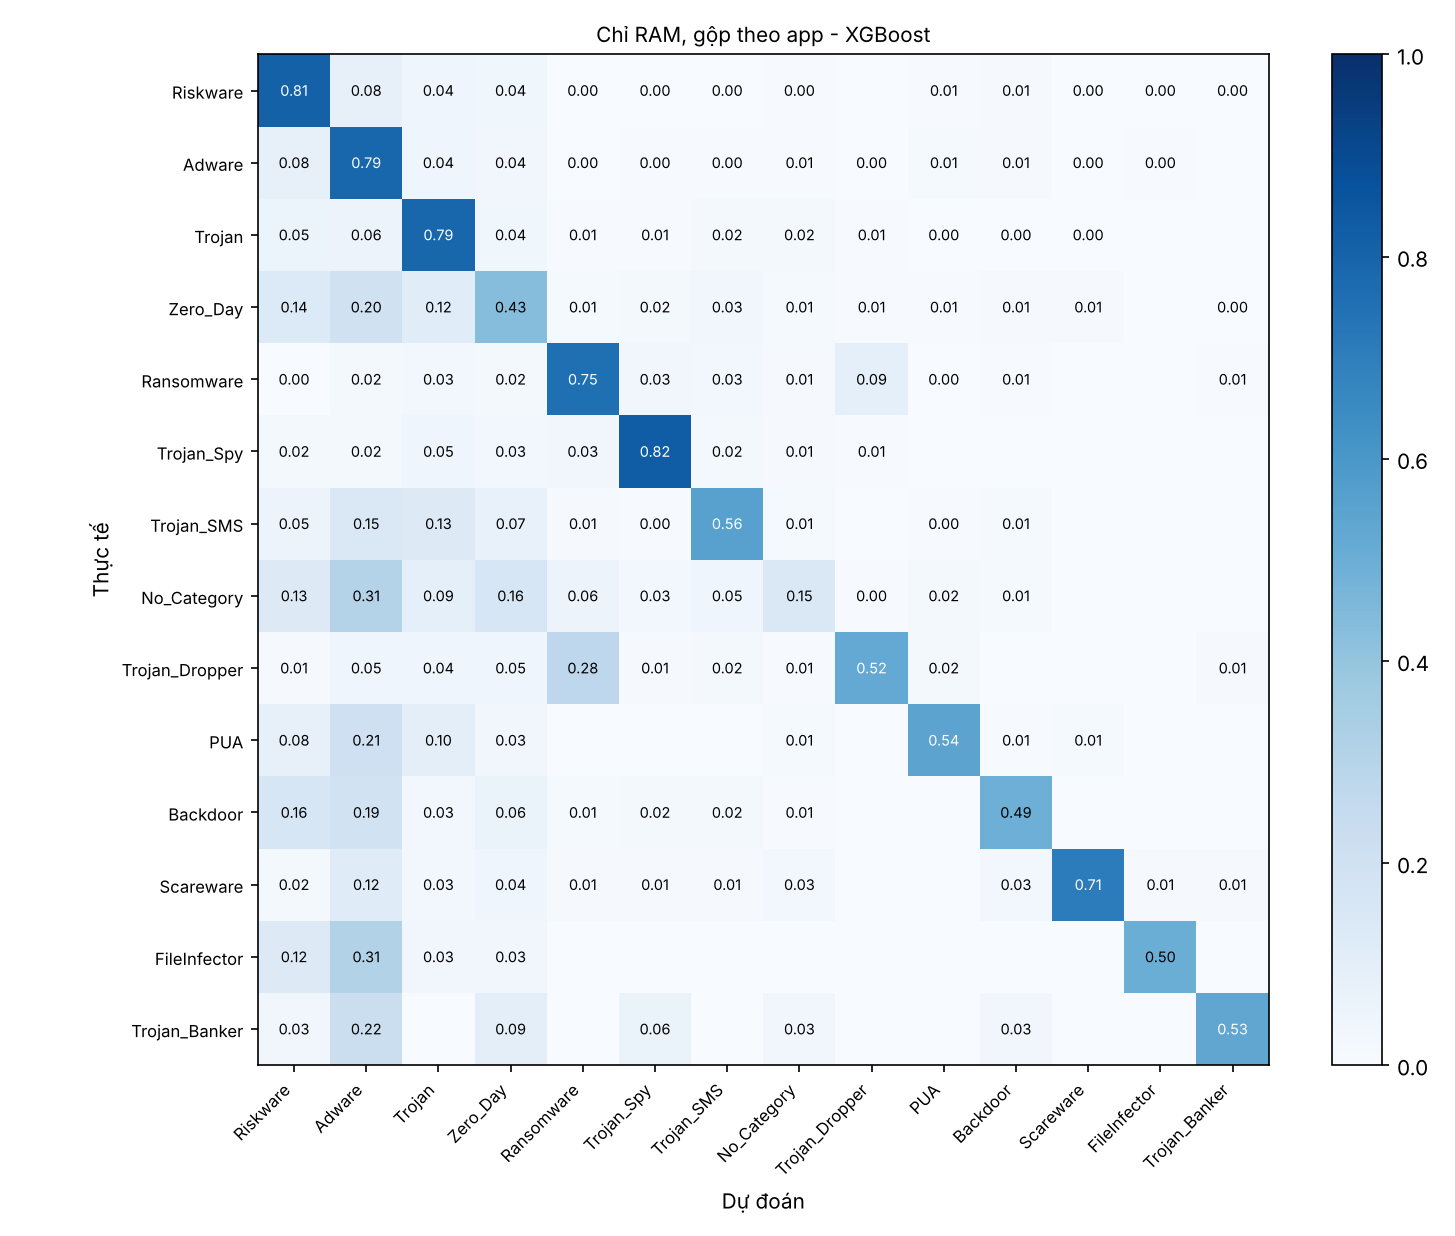 Chỉ RAM, gộp theo app - XGBoost
Riskware 0.81 0.08 0.04 0.04 0.00 0.00 0.00 0.00 0.01 0.01 0.00 0.00 0.00
Adware 0.08 0.79 0.04 0.04 0.00 0.00 0.00 0.01 0.00 0.01 0.01 0.00 0.00
Trojan 0.05 0.06 0.79 0.04 0.01 0.01 0.02 0.02 0.01 0.00 0.00 0.00
Zero_Day 0.14 0.20 0.12 0.43 0.01 0.02 0.03 0.01 0.01 0.01 0.01 0.01 0.00
Ransomware 0.00 0.02 0.03 0.02 0.75 0.03 0.03 0.01 0.09 0.00 0.01 0.01
Trojan_Spy 0.02 0.02 0.05 0.03 0.03 0.82 0.02 0.01 0.01
Trojan_SMS 0.05 0.15 0.13 0.07 0.01 0.00 0.56 0.01 0.00 0.01
No_Category 0.13 0.31 0.09 0.16 0.06 0.03 0.05 0.15 0.00 0.02 0.01
Trojan_Dropper 0.01 0.05 0.04 0.05 0.28 0.01 0.02 0.01 0.52 0.02 0.01
PUA 0.08 0.21 0.10 0.03 0.01 0.54 0.01 0.01
Backdoor 0.16 0.19 0.03 0.06 0.01 0.02 0.02 0.01 0.49
Scareware 0.02 0.12 0.03 0.04 0.01 0.01 0.01 0.03 0.03 0.71 0.01 0.01
FileInfector 0.12 0.31 0.03 0.03 0.50
Trojan_Banker 0.03 0.22 0.09 0.06 0.03 0.03 0.53
Thực tế
Riskware Adware Trojan Zero_Day Ransomware Trojan_Spy Trojan_SMS No_Category Trojan_Dropper PUA Backdoor Scareware FileInfector Trojan_Banker
Dự đoán
1.0
0.8
0.6
0.4
0.2
0.0